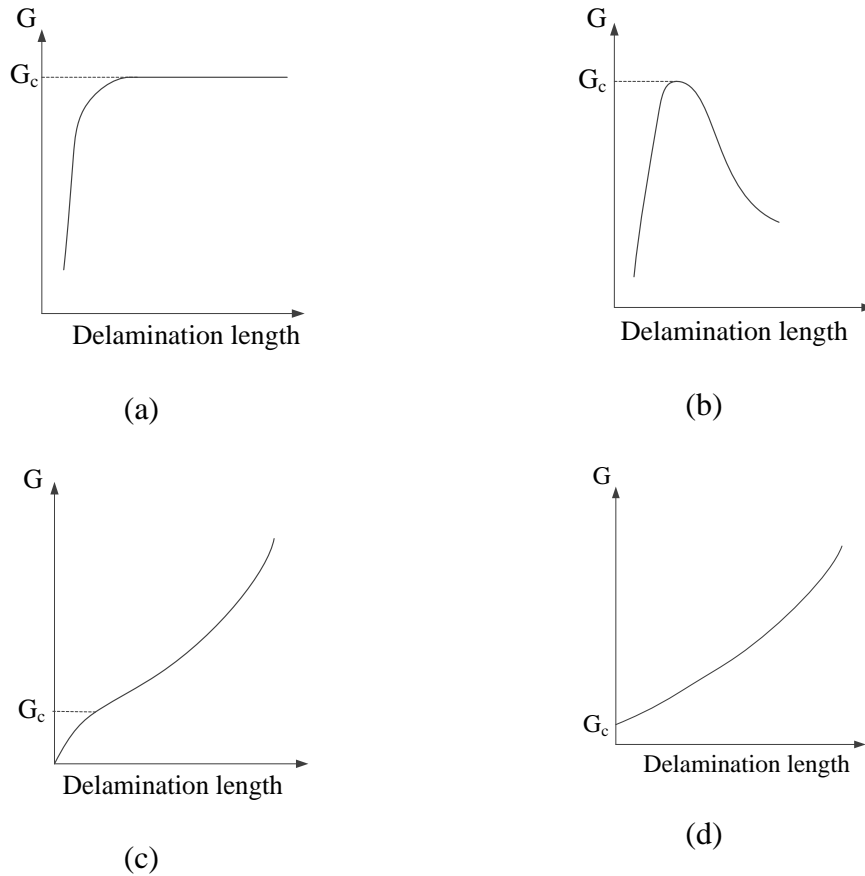 G
G_c
Delamination length
(a)
G
G_c
Delamination length
(b)
G
G_c
Delamination length
(c)
G
G_c
Delamination length
(d)